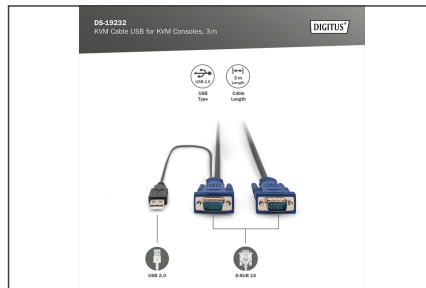 DS-19232
KVM Cable USB for KVM Consoles, 3 m
DIGITUS®
USB 2.0
3 m
Length
USB
Type
Cable
Length
USB 2.0
D-SUB 15